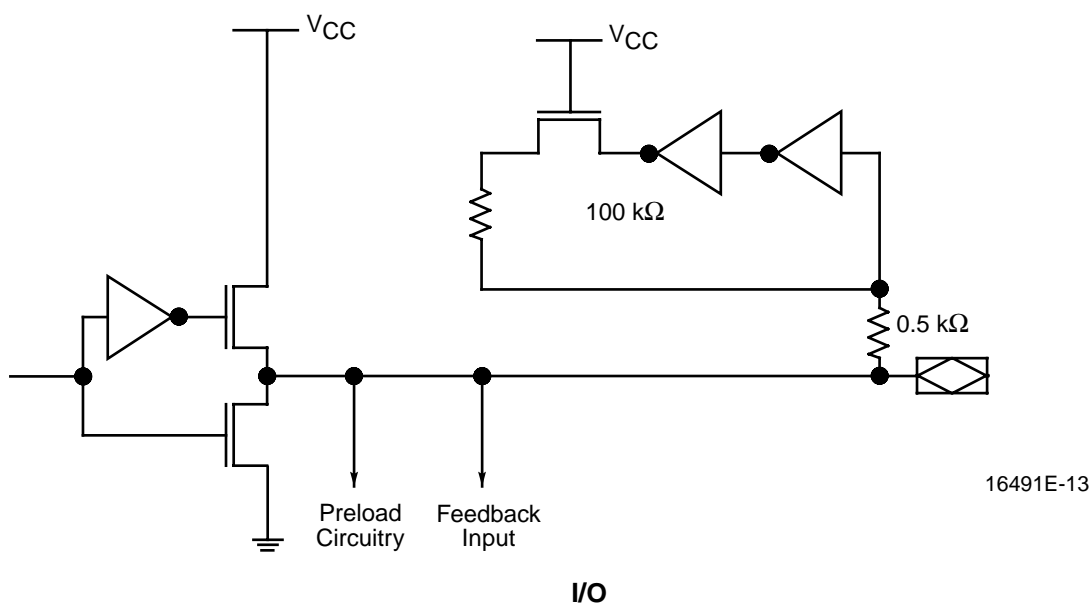 VCC
VCC
100 kΩ
0.5 kΩ
16491E-13
Preload
Circuitry
Feedback
Input
I/O